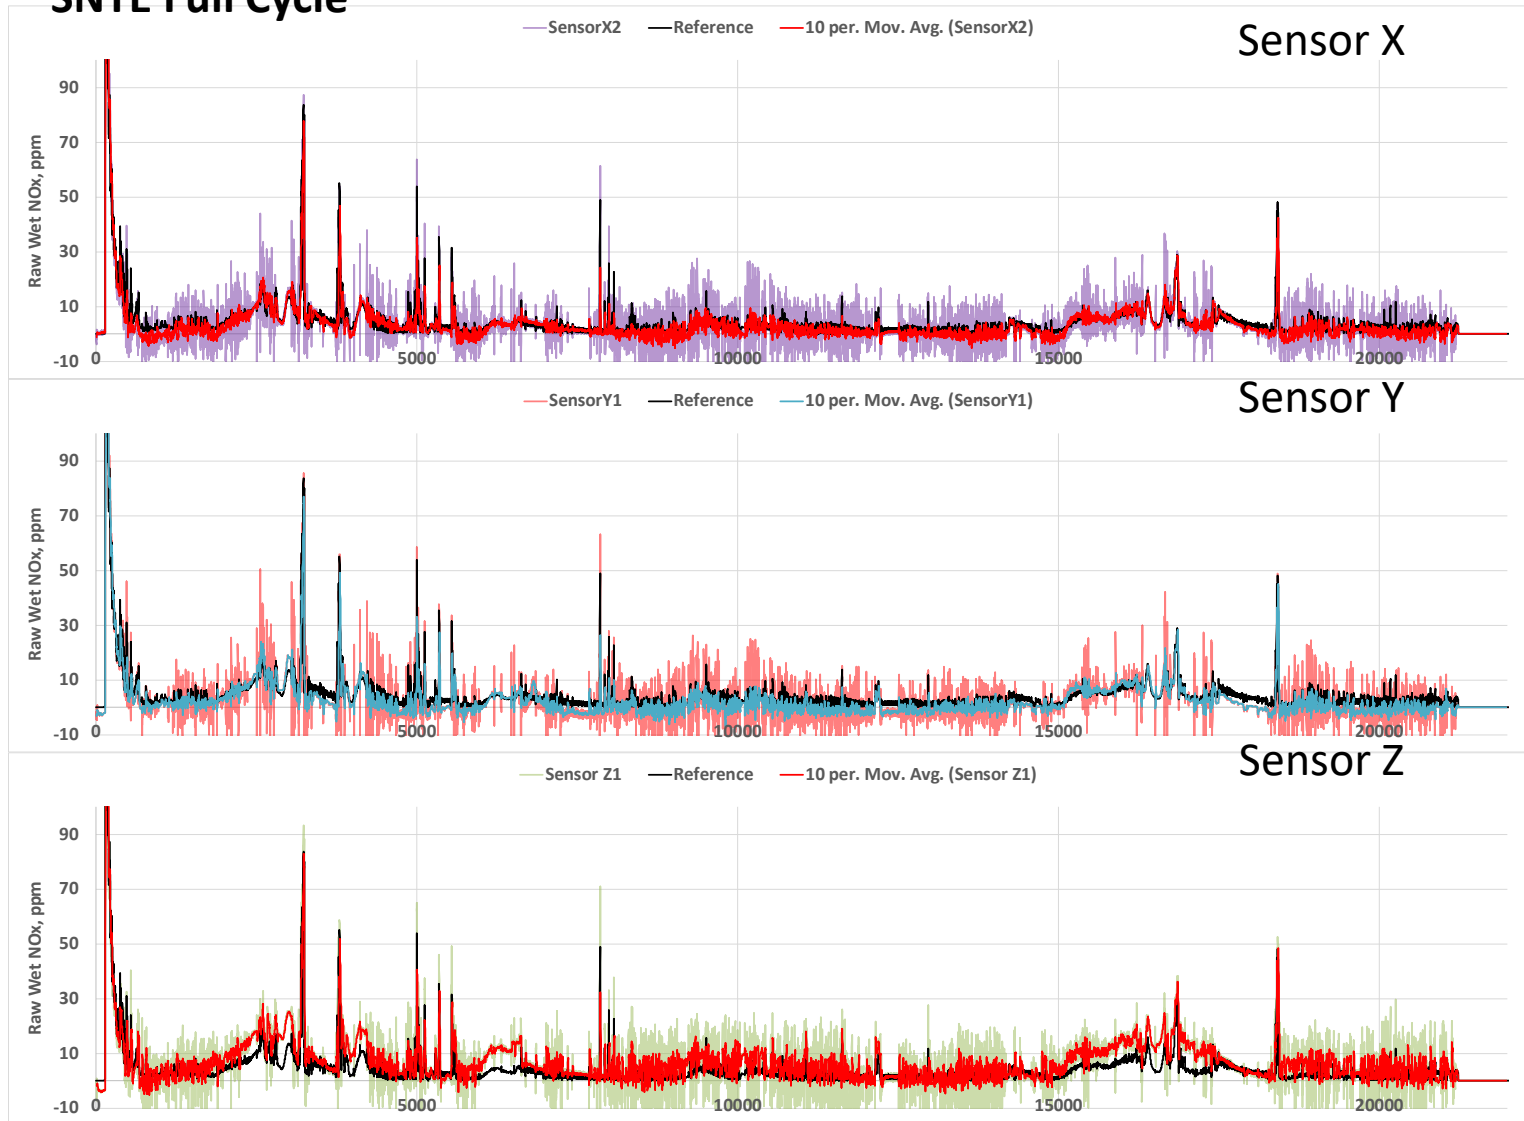 SNTE Full Cycle
SensorX2 Reference 10 per. Mov. Avg. (SensorX2)
Sensor X
Raw Wet NOx, ppm
90
70
50
30
10
-10
0 5000 10000 15000 20000
SensorY1 Reference 10 per. Mov. Avg. (SensorY1)
Sensor Y
Raw Wet NOx, ppm
90
70
50
30
10
-10
0 5000 10000 15000 20000
Sensor Z1 Reference 10 per. Mov. Avg. (Sensor Z1)
Sensor Z
Raw Wet NOx, ppm
90
70
50
30
10
-10
0 5000 10000 15000 20000